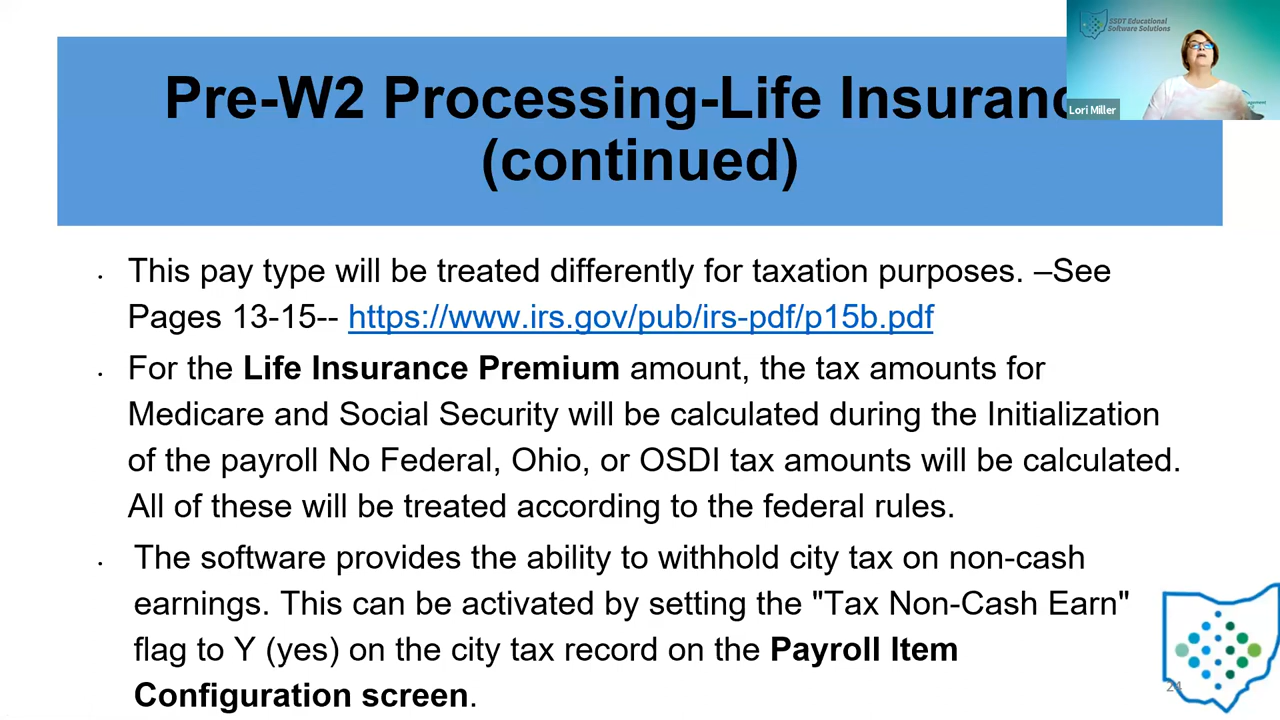 SSDT Educational
Software Solutions
Lori Miller
Pre-W2 Processing-Life Insuranc
(continued)
· This pay type will be treated differently for taxation purposes. –See
Pages 13-15-- https://www.irs.gov/pub/irs-pdf/p15b.pdf
· For the Life Insurance Premium amount, the tax amounts for
Medicare and Social Security will be calculated during the Initialization
of the payroll No Federal, Ohio, or OSDI tax amounts will be calculated.
All of these will be treated according to the federal rules.
· The software provides the ability to withhold city tax on non-cash
earnings. This can be activated by setting the "Tax Non-Cash Earn"
flag to Y (yes) on the city tax record on the Payroll Item
Configuration screen.
24